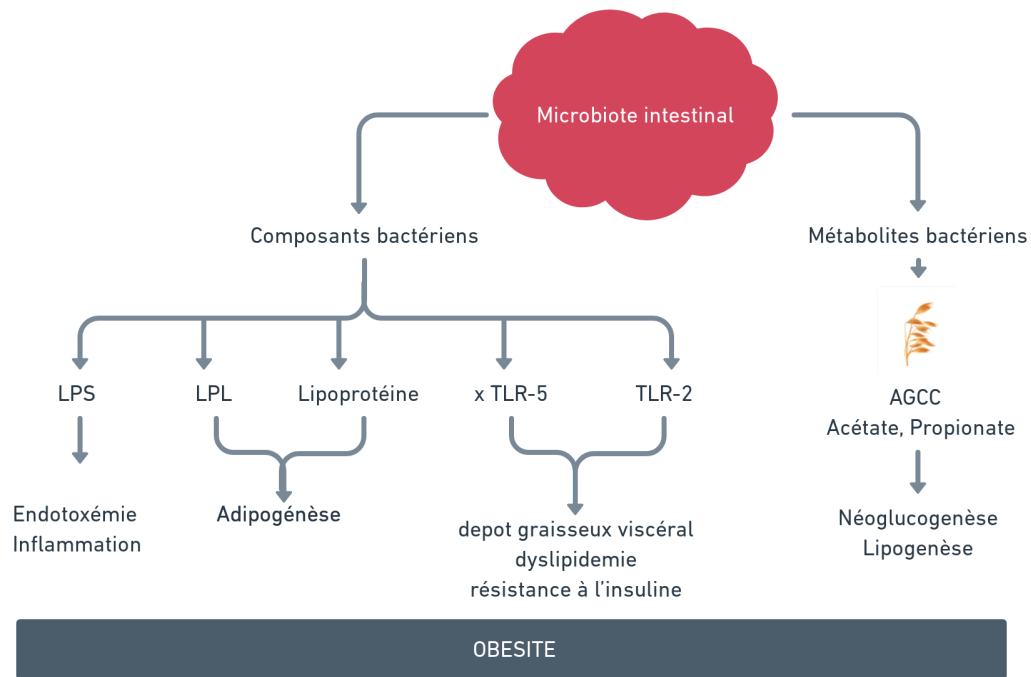 Microbiote intestinal
Composants bactériens
Métabolites bactériens
LPS
LPL
Lipoprotéine
x TLR-5
TLR-2
AGCC
Acétate, Propionate
Endotoxémie
Inflammation
Adipogénèse
depot graisseux viscéral
dyslipidemie
résistance à l'insuline
Néoglucogenèse
Lipogenèse
OBESITE